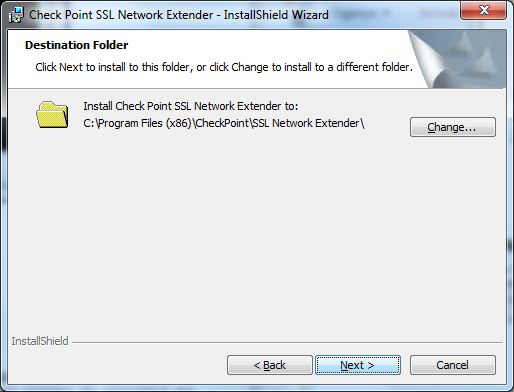 Check Point SSL Network Extender - InstallShield Wizard
Destination Folder
Click Next to install to this folder, or click Change to install to a different folder.
Install Check Point SSL Network Extender to:
C:\Program Files (x86)\CheckPoint\SSL Network Extender\
Change...
InstallShield
< Back
Next >
Cancel